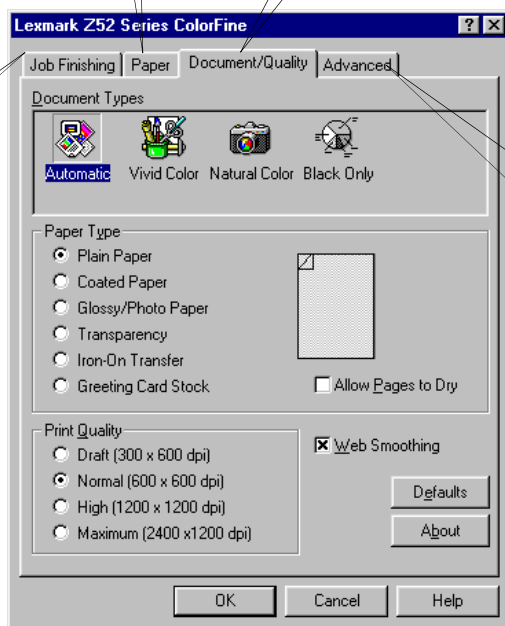 Lexmark Z52 Series ColorFine
Job Finishing Paper Document/Quality Advanced
Document Types
Automatic Vivid Color Natural Color Black Only
Paper Type
Plain Paper
Coated Paper
Glossy/Photo Paper
Transparency
Iron-On Transfer
Greeting Card Stock
Allow Pages to Dry
Print Quality
Draft (300 x 600 dpi)
Normal (600 x 600 dpi)
High (1200 x 1200 dpi)
Maximum (2400 x1200 dpi)
Web Smoothing
Defaults
About
OK Cancel Help